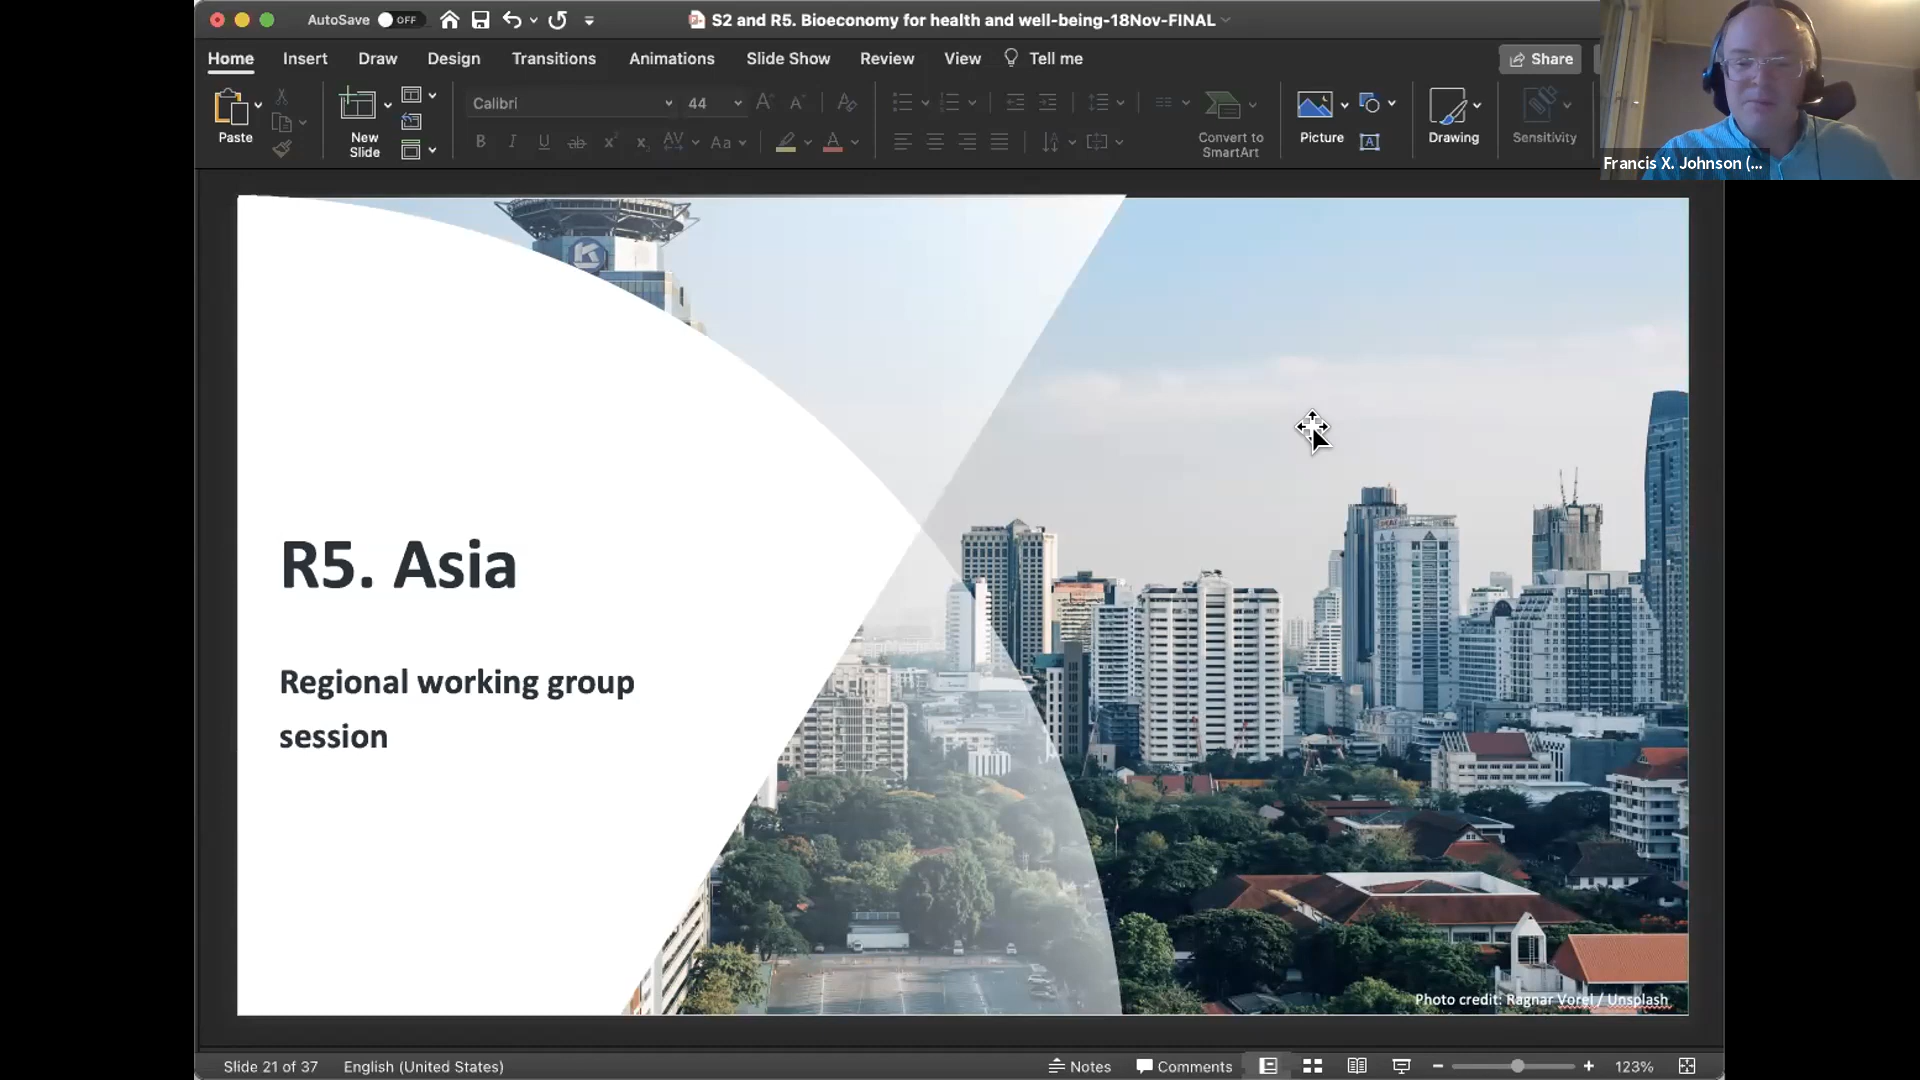 AutoSave OFF
S2 and R5. Bioeconomy for health and well-being-18Nov-FINAL
Home Insert Draw Design Transitions Animations Slide Show Review View Tell me
Share
Calibri 44
Paste
New
Slide
Convert to
SmartArt
Picture
Drawing
Sensitivity
Francis X. Johnson (...
K
R5. Asia
Regional working group
session
Photo credit: Ragnar Vorel / Unsplash
Slide 21 of 37 English (United States) Notes Comments 123%